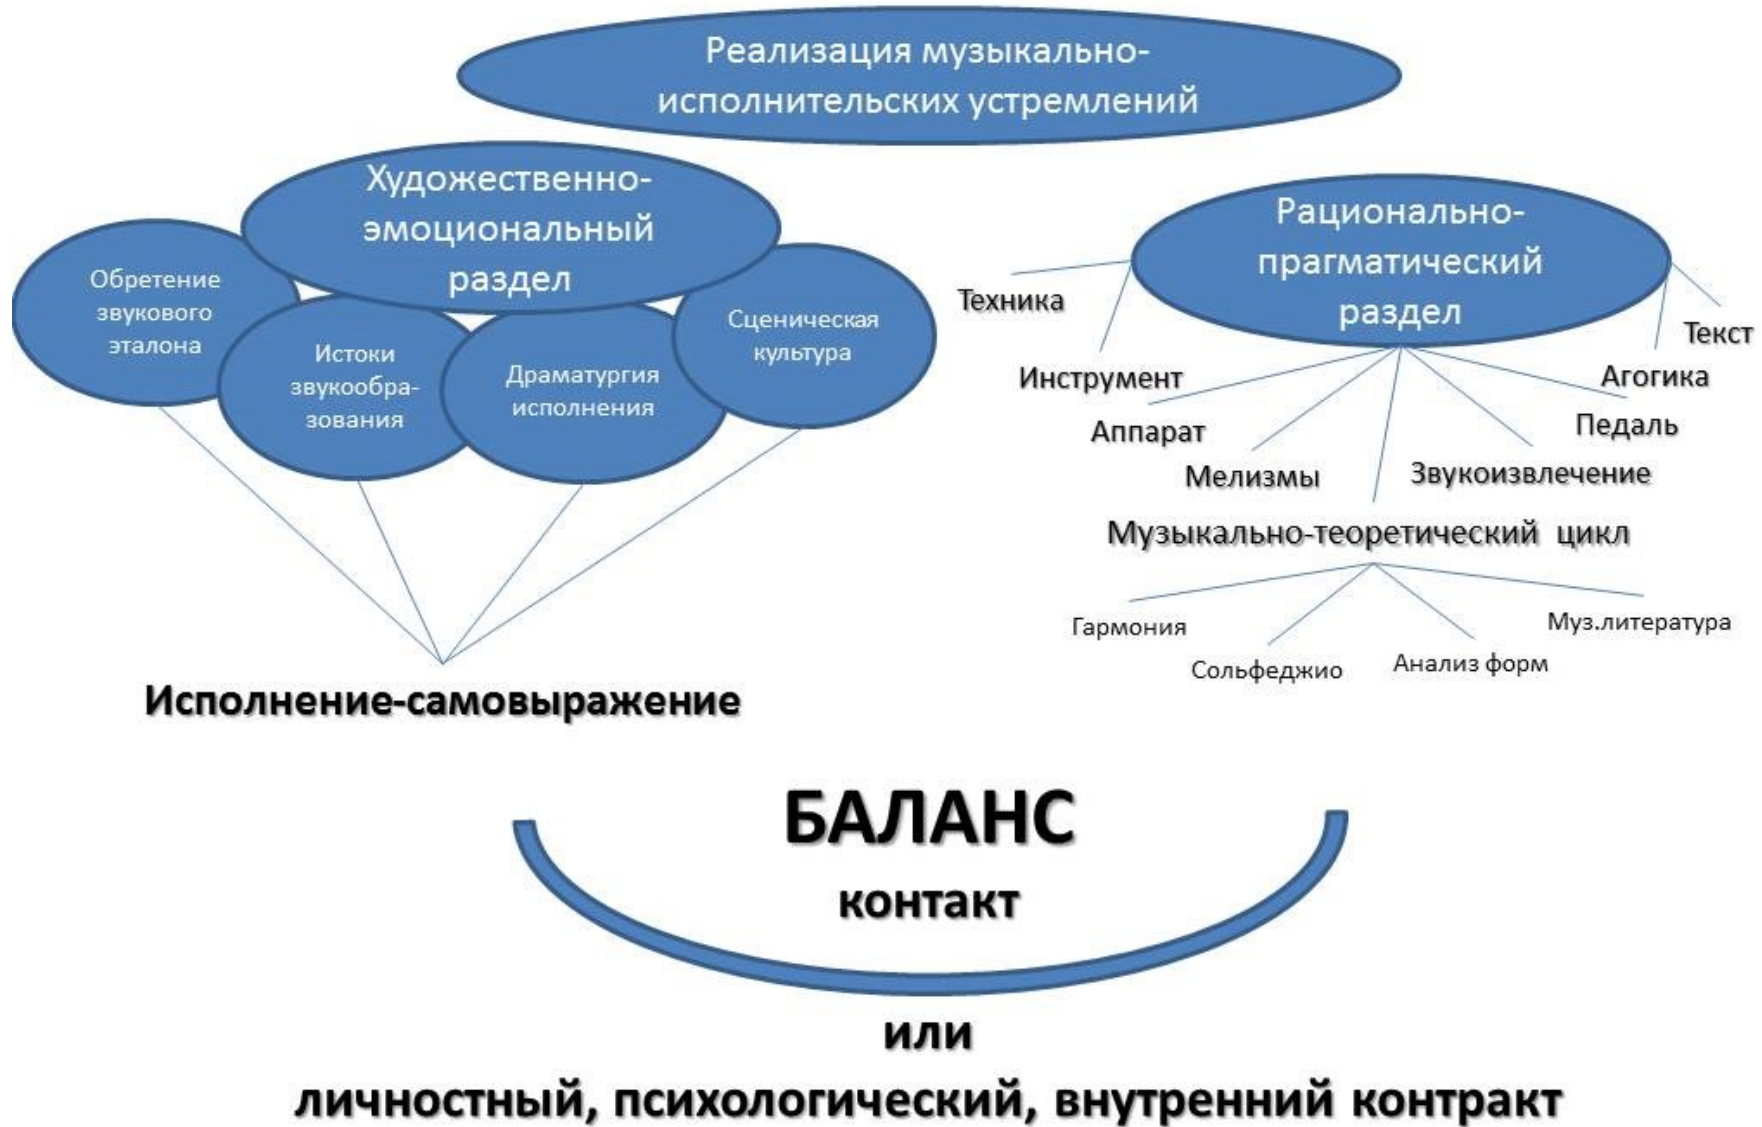 Реализация музыкально-
исполнительских устремлений
Художественно-
эмоциональный
раздел
Обретение
звукового
эталона
Истоки
звукообра-
зования
Драматургия
исполнения
Сценическая
культура
Исполнение-самовыражение
Рационально-
прагматический
раздел
Техника
Инструмент
Аппарат
Мелизмы
Звукоизвлечение
Педаль
Агогика
Текст
Музыкально-теоретический цикл
Гармония
Сольфеджио
Анализ форм
Муз.литература
БАЛАНС
контакт
или
личностный, психологический, внутренний контракт